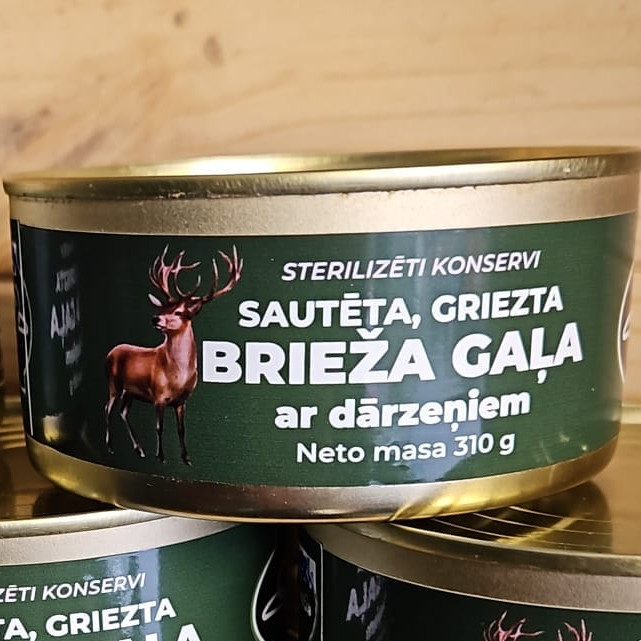 STERILIZĒTI KONSERVI
SAUTĒTA, GRIEZTA
BRIEŽA GAĻA
ar dārzeņiem
Neto masa 310 g
ZĒTI KONSERVI
TA, GRIEZTA